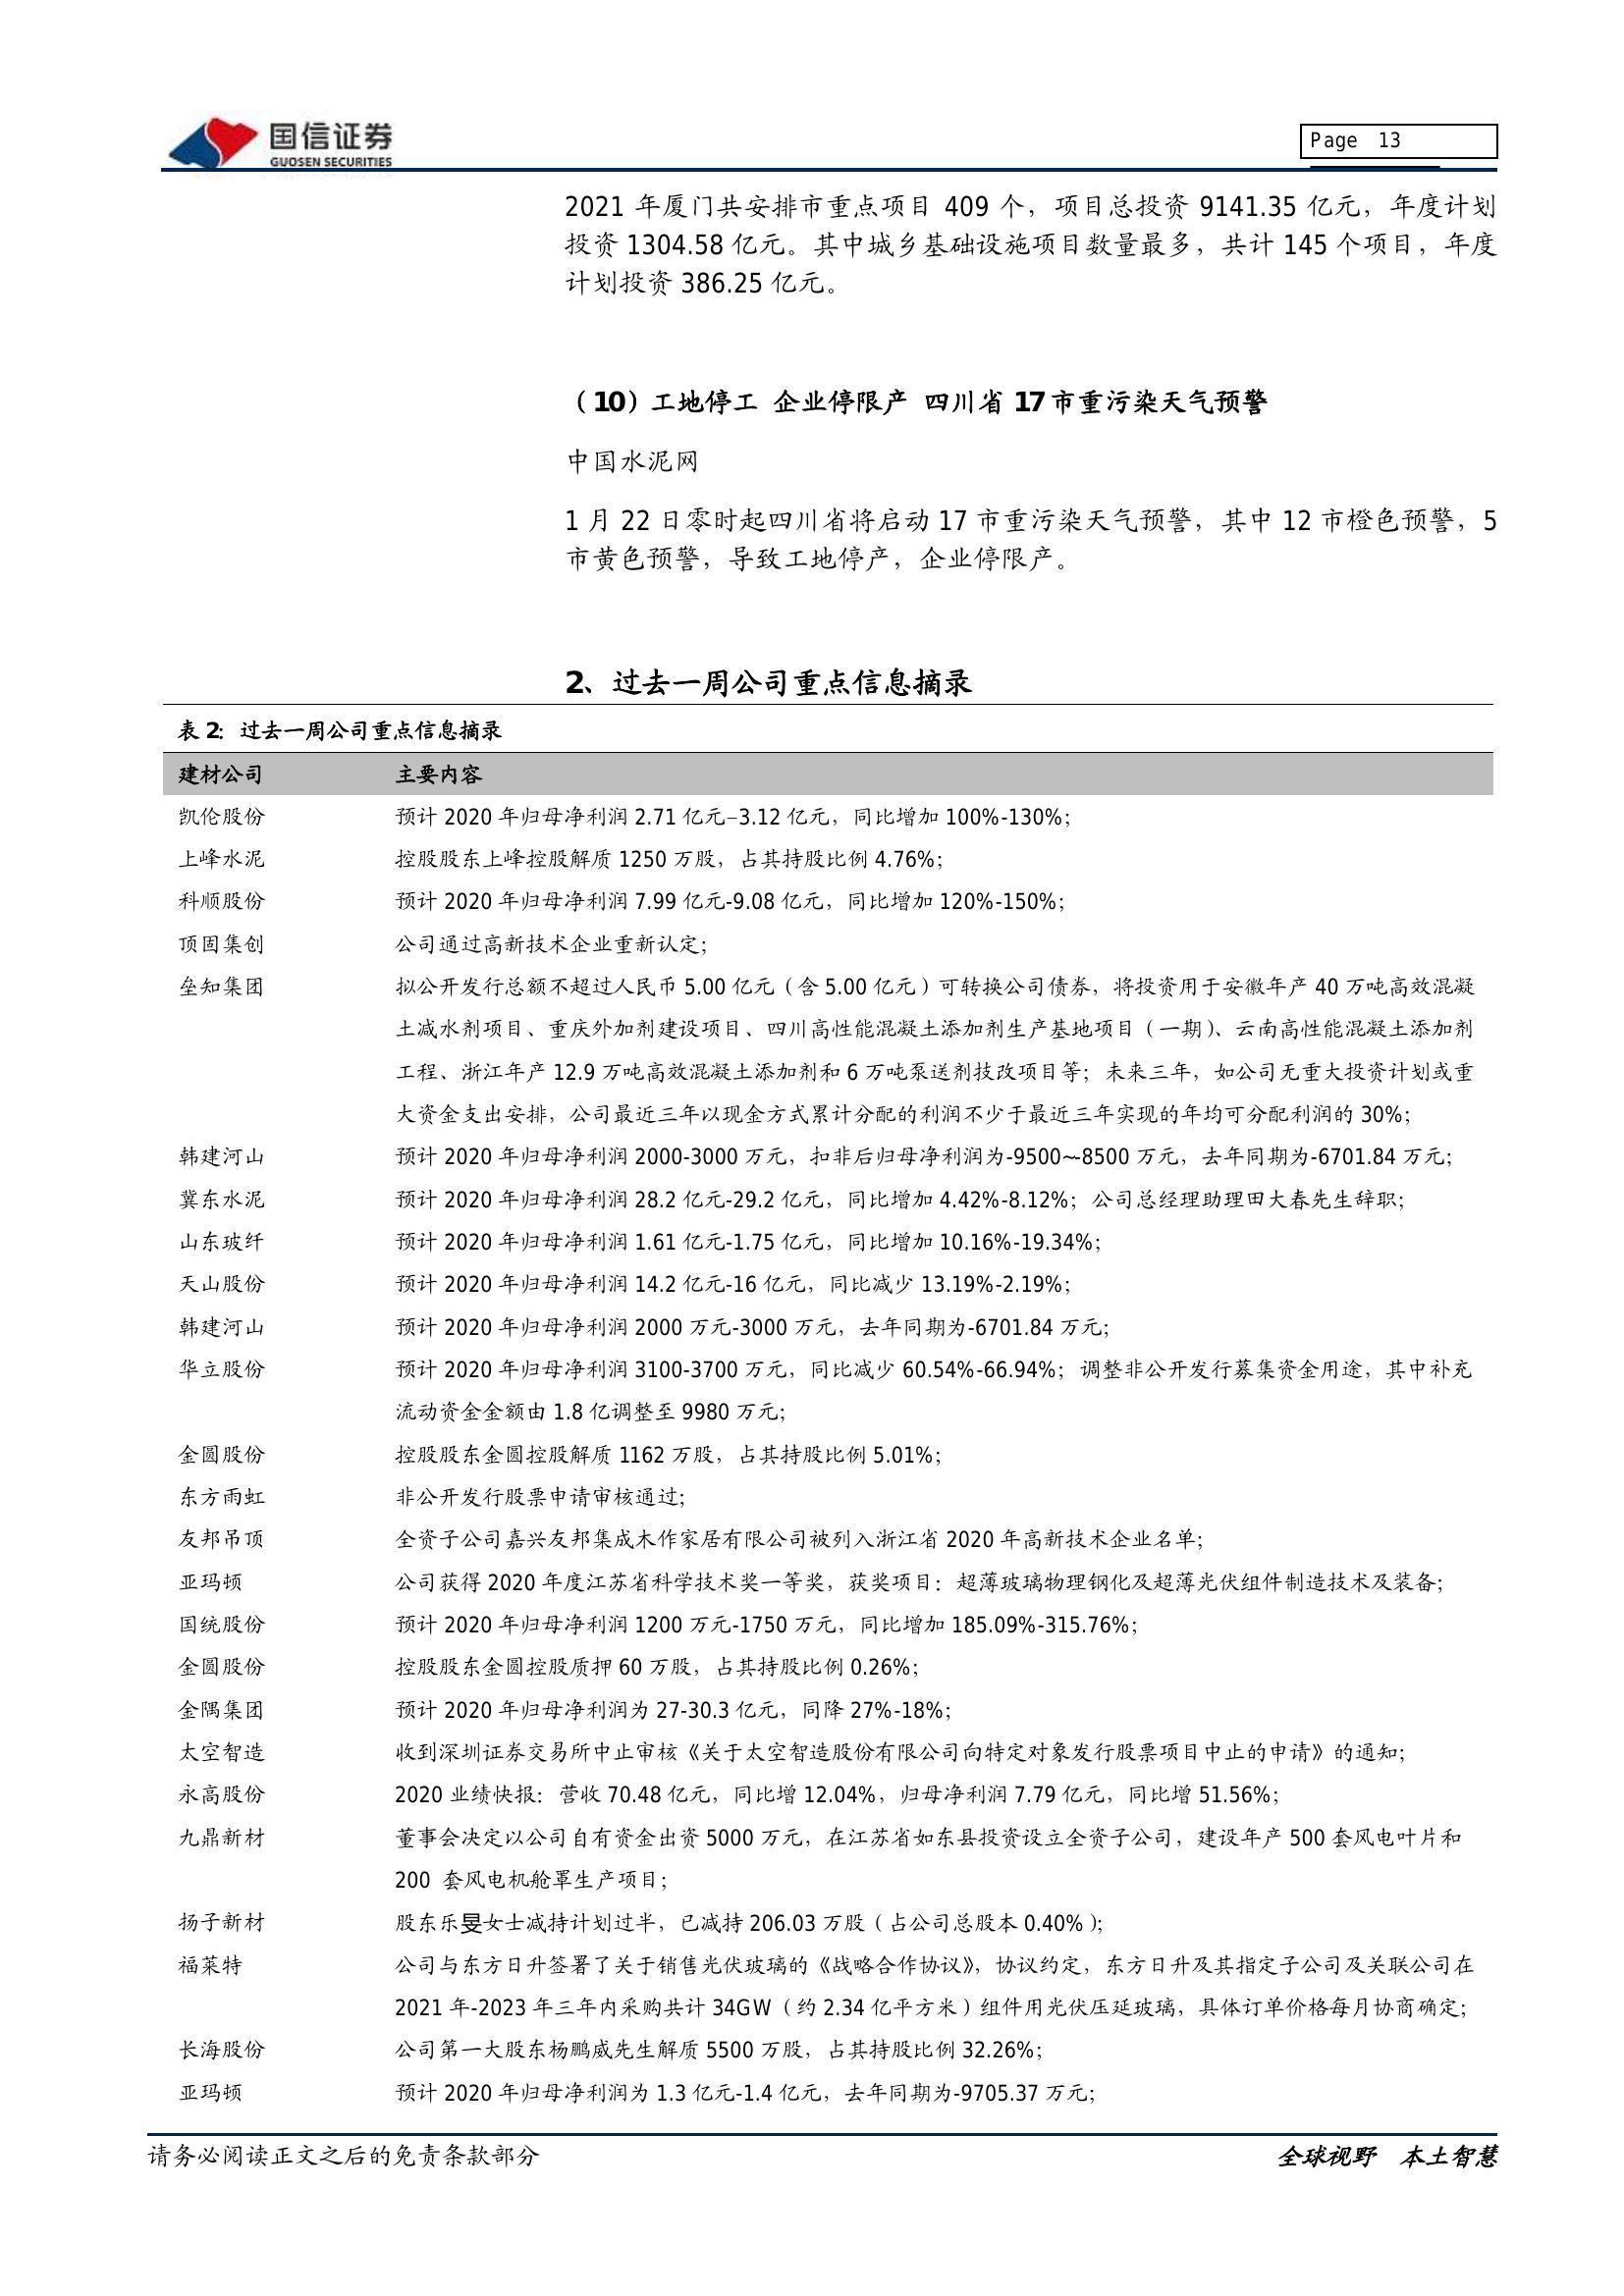 国信证券
GUOSEN SECURITIES
Page 13
2021 年厦门共安排市重点项目 409 个，项目总投资 9141.35 亿元，年度计划
投资 1304.58 亿元。其中城乡基础设施项目数量最多，共计 145 个项目，年度
计划投资 386.25 亿元。
（10）工地停工 企业停限产 四川省 17 市重污染天气预警
中国水泥网
1 月 22 日零时起四川省将启动 17 市重污染天气预警，其中 12 市橙色预警，5
市黄色预警，导致工地停产，企业停限产。
2、过去一周公司重点信息摘录
表 2：过去一周公司重点信息摘录
建材公司 主要内容
凯伦股份 预计 2020 年归母净利润 2.71 亿元–3.12 亿元，同比增加 100%-130%；
上峰水泥 控股股东上峰控股解质 1250 万股，占其持股比例 4.76%；
科顺股份 预计 2020 年归母净利润 7.99 亿元-9.08 亿元，同比增加 120%-150%；
顶固集创 公司通过高新技术企业重新认定；
垒知集团 拟公开发行总额不超过人民币 5.00 亿元（含 5.00 亿元）可转换公司债券，将投资用于安徽年产 40 万吨高效混凝
土减水剂项目、重庆外加剂建设项目、四川高性能混凝土添加剂生产基地项目（一期）、云南高性能混凝土添加剂
工程、浙江年产 12.9 万吨高效混凝土添加剂和 6 万吨泵送剂技改项目等；未来三年，如公司无重大投资计划或重
大资金支出安排，公司最近三年以现金方式累计分配的利润不少于最近三年实现的年均可分配利润的 30%；
韩建河山 预计 2020 年归母净利润 2000-3000 万元，扣非后归母净利润为-9500~-8500 万元，去年同期为-6701.84 万元；
冀东水泥 预计 2020 年归母净利润 28.2 亿元-29.2 亿元，同比增加 4.42%-8.12%；公司总经理助理田大春先生辞职；
山东玻纤 预计 2020 年归母净利润 1.61 亿元-1.75 亿元，同比增加 10.16%-19.34%；
天山股份 预计 2020 年归母净利润 14.2 亿元-16 亿元，同比减少 13.19%-2.19%；
韩建河山 预计 2020 年归母净利润 2000 万元-3000 万元，去年同期为-6701.84 万元；
华立股份 预计 2020 年归母净利润 3100-3700 万元，同比减少 60.54%-66.94%；调整非公开发行募集资金用途，其中补充
流动资金金额由 1.8 亿调整至 9980 万元；
金圆股份 控股股东金圆控股解质 1162 万股，占其持股比例 5.01%；
东方雨虹 非公开发行股票申请审核通过；
友邦吊顶 全资子公司嘉兴友邦集成木作家居有限公司被列入浙江省 2020 年高新技术企业名单；
亚玛顿 公司获得 2020 年度江苏省科学技术奖一等奖，获奖项目：超薄玻璃物理钢化及超薄光伏组件制造技术及装备；
国统股份 预计 2020 年归母净利润 1200 万元-1750 万元，同比增加 185.09%-315.76%；
金圆股份 控股股东金圆控股质押 60 万股，占其持股比例 0.26%；
金隅集团 预计 2020 年归母净利润为 27-30.3 亿元，同降 27%-18%；
太空智造 收到深圳证券交易所中止审核《关于太空智造股份有限公司向特定对象发行股票项目中止的申请》的通知；
永高股份 2020 业绩快报：营收 70.48 亿元，同比增 12.04%，归母净利润 7.79 亿元，同比增 51.56%；
九鼎新材 董事会决定以公司自有资金出资 5000 万元，在江苏省如东县投资设立全资子公司，建设年产 500 套风电叶片和
200 套风电机舱罩生产项目；
扬子新材 股东乐旻女士减持计划过半，已减持 206.03 万股（占公司总股本 0.40%）；
福莱特 公司与东方日升签署了关于销售光伏玻璃的《战略合作协议》，协议约定，东方日升及其指定子公司及关联公司在
2021 年-2023 年三年内采购共计 34GW（约 2.34 亿平方米）组件用光伏压延玻璃，具体订单价格每月协商确定；
长海股份 公司第一大股东杨鹏威先生解质 5500 万股，占其持股比例 32.26%；
亚玛顿 预计 2020 年归母净利润为 1.3 亿元-1.4 亿元，去年同期为-9705.37 万元；
请务必阅读正文之后的免责条款部分
全球视野 本土智慧